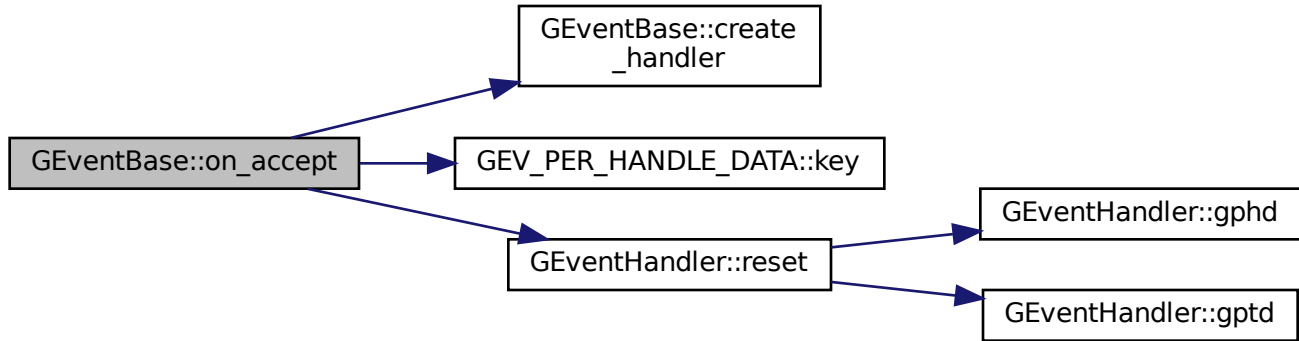 GEventBase::create
_handler
GEventBase::on_accept
GEV_PER_HANDLE_DATA::key
GEventHandler::gphd
GEventHandler::reset
GEventHandler::gptd